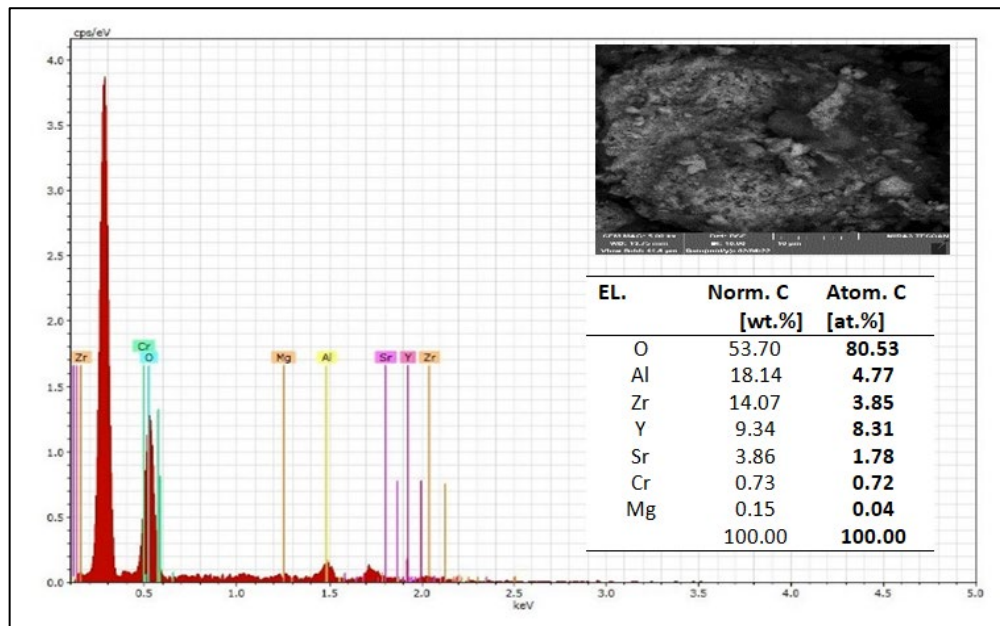 cps/eV
4.0
3.5
3.0
2.5
2.0
1.5
1.0
0.5
0.0
Zr Cr O Mg Al Sr Y Zr
0.5 1.0 1.5 2.0 2.5 3.0 3.5 4.0 4.5 5.0
keV
10 µm
EL. Norm. C Atom. C
[wt.%] [at.%]
O 53.70 80.53
Al 18.14 4.77
Zr 14.07 3.85
Y 9.34 8.31
Sr 3.86 1.78
Cr 0.73 0.72
Mg 0.15 0.04
100.00 100.00